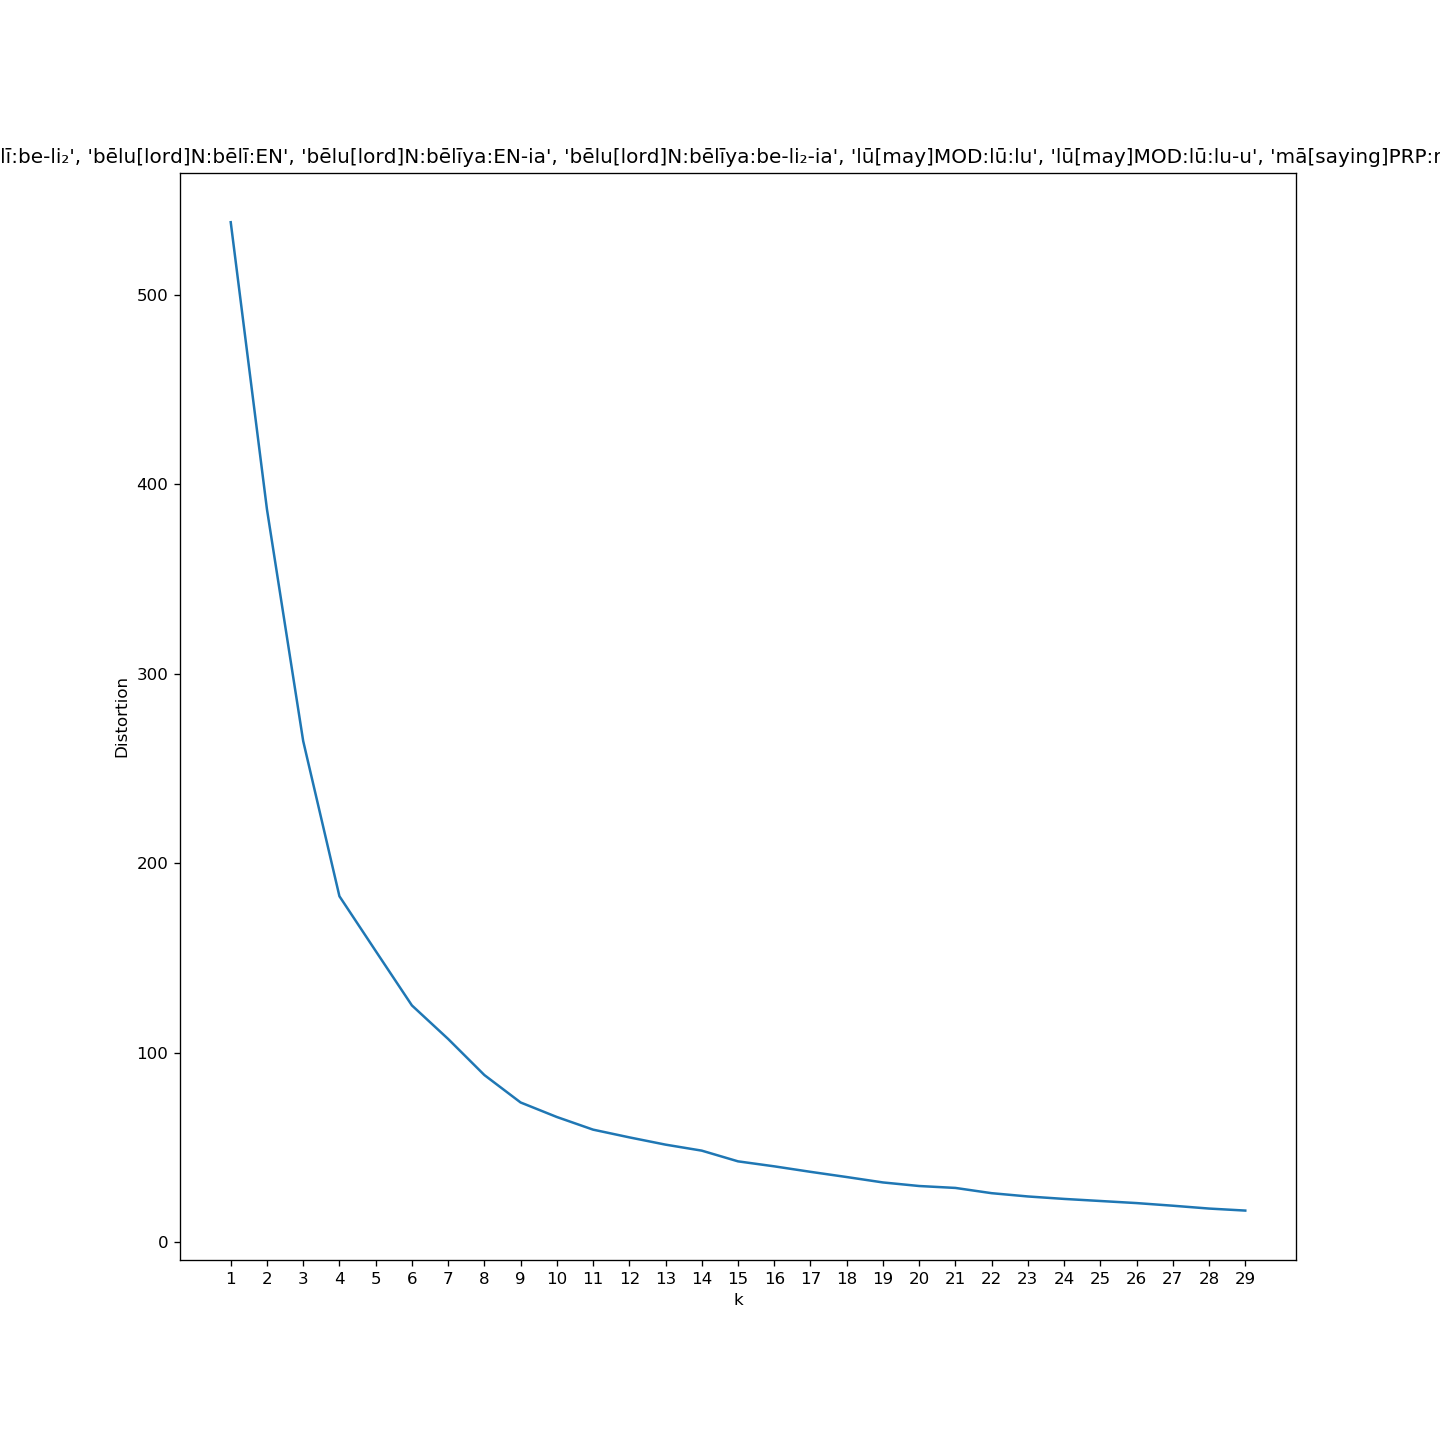 lī:be-li₂', 'bēlu[lord]N:bēlī:EN', 'bēlu[lord]N:bēlīya:EN-ia', 'bēlu[lord]N:bēlīya:be-li₂-ia', 'lū[may]MOD:lū:lu', 'lū[may]MOD:lū:lu-u', 'mā[saying]PRP:
500
400
300
200
100
0
Distortion
1 2 3 4 5 6 7 8 9 10 11 12 13 14 15 16 17 18 19 20 21 22 23 24 25 26 27 28 29
k